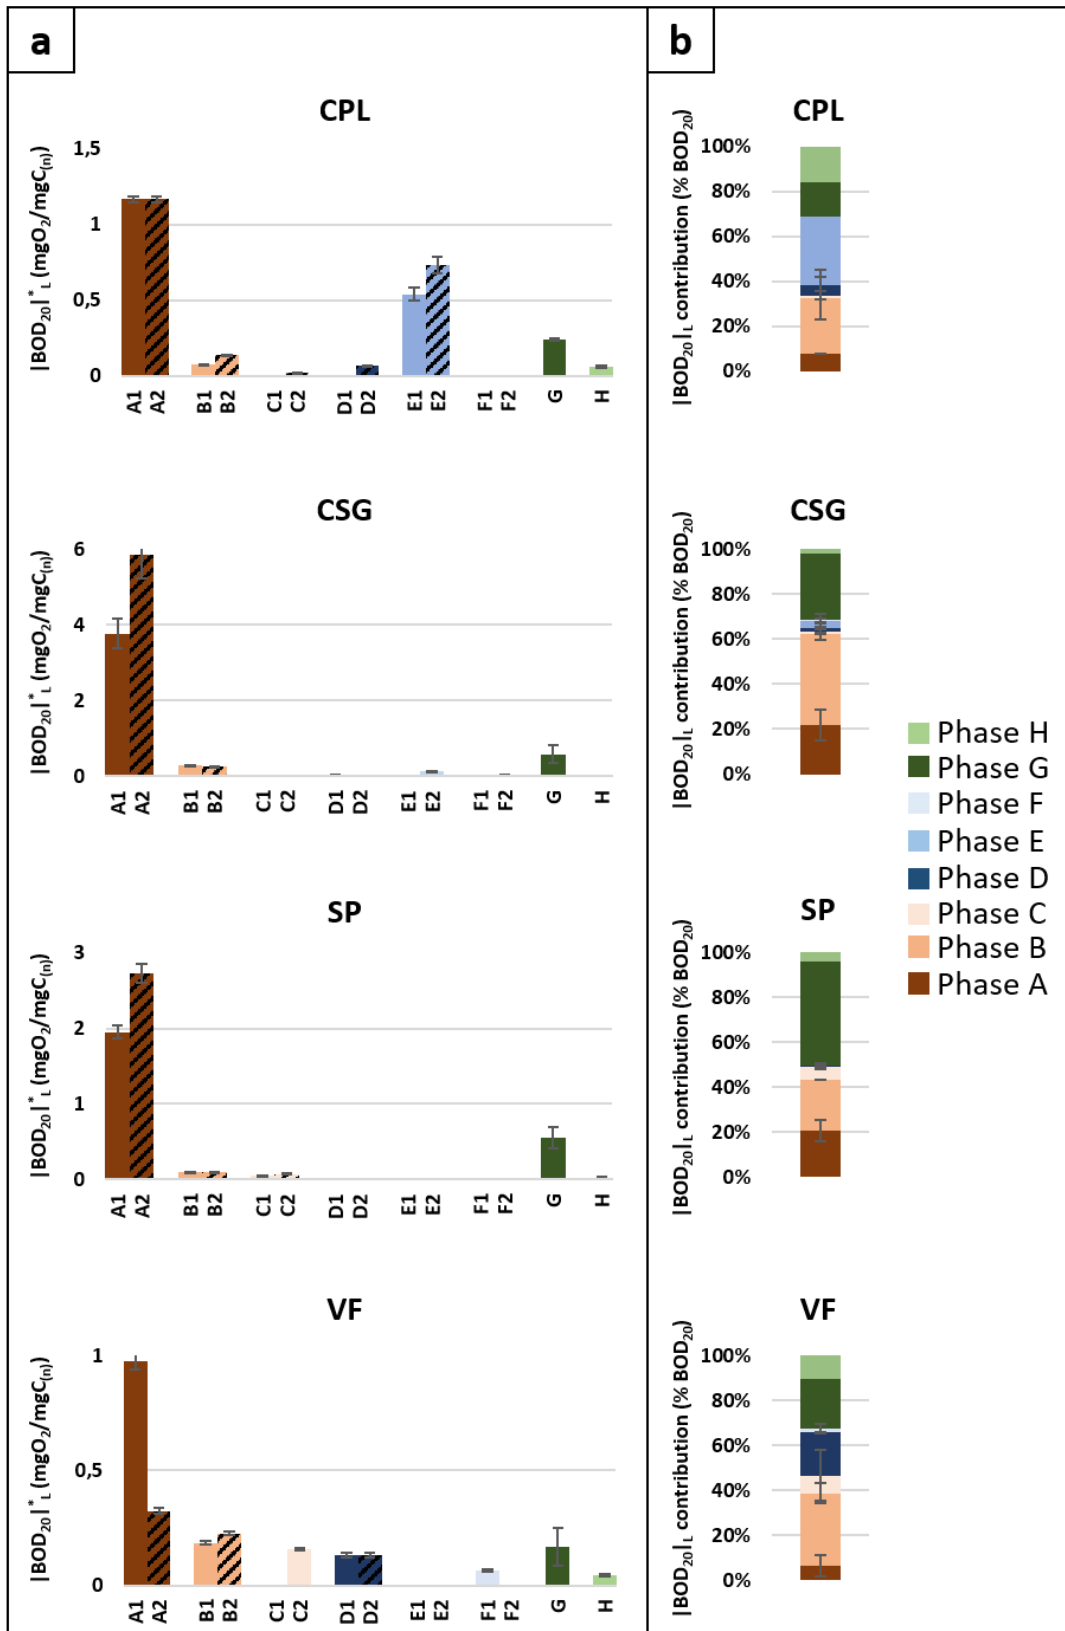 a
CPL
|BOD20|*L (mgO2/mgC(n))
1,5
1
0,5
0
A1 A2 B1 B2 C1 C2 D1 D2 E1 E2 F1 F2 G H
CSG
|BOD20|*L (mgO2/mgC(n))
6
4
2
0
A1 A2 B1 B2 C1 C2 D1 D2 E1 E2 F1 F2 G H
SP
|BOD20|*L (mgO2/mgC(n))
3
2
1
0
A1 A2 B1 B2 C1 C2 D1 D2 E1 E2 F1 F2 G H
VF
|BOD20|*L (mgO2/mgC(n))
1
0,5
0
A1 A2 B1 B2 C1 C2 D1 D2 E1 E2 F1 F2 G H
b
CPL
|BOD20|L contribution (% BOD20)
100%
80%
60%
40%
20%
0%
CSG
|BOD20|L contribution (% BOD20)
100%
80%
60%
40%
20%
0%
SP
|BOD20|L contribution (% BOD20)
100%
80%
60%
40%
20%
0%
VF
|BOD20|L contribution (% BOD20)
100%
80%
60%
40%
20%
0%
Phase H
Phase G
Phase F
Phase E
Phase D
Phase C
Phase B
Phase A